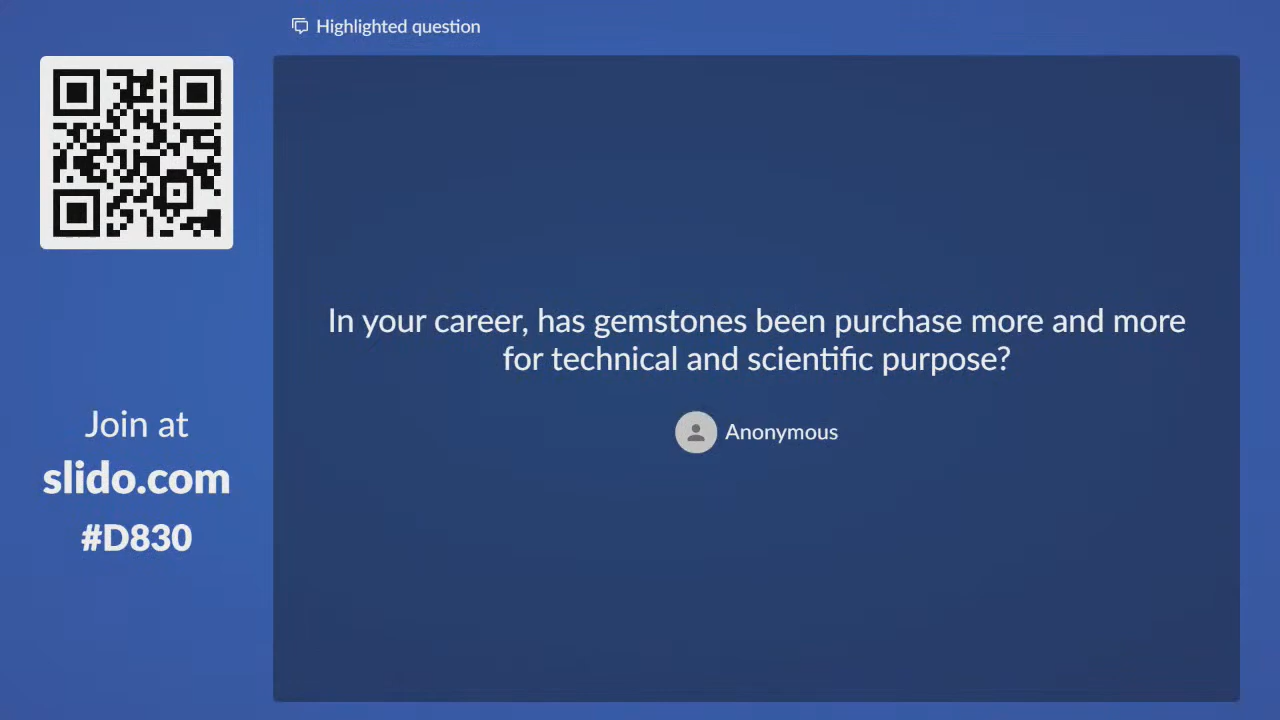 Highlighted question
In your career, has gemstones been purchase more and more
for technical and scientific purpose?
Anonymous
Join at
slido.com
#D830